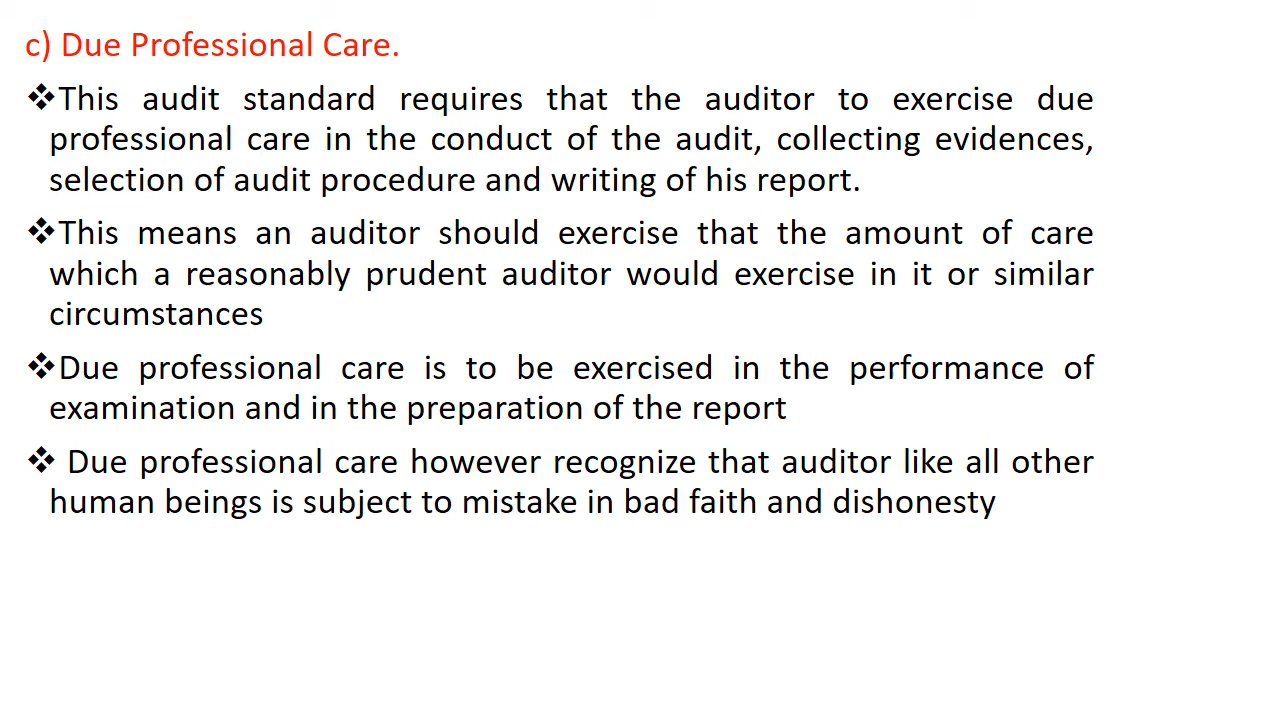 c) Due Professional Care.
❖This audit standard requires that the auditor to exercise due
professional care in the conduct of the audit, collecting evidences,
selection of audit procedure and writing of his report.
❖This means an auditor should exercise that the amount of care
which a reasonably prudent auditor would exercise in it or similar
circumstances
❖Due professional care is to be exercised in the performance of
examination and in the preparation of the report
❖ Due professional care however recognize that auditor like all other
human beings is subject to mistake in bad faith and dishonesty